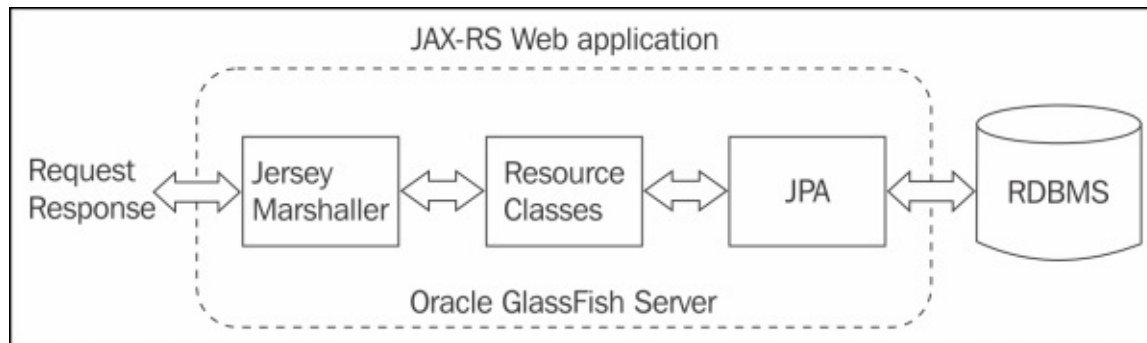 JAX-RS Web application
Request
Response
Jersey
Marshaller
Resource
Classes
JPA
RDBMS
Oracle GlassFish Server